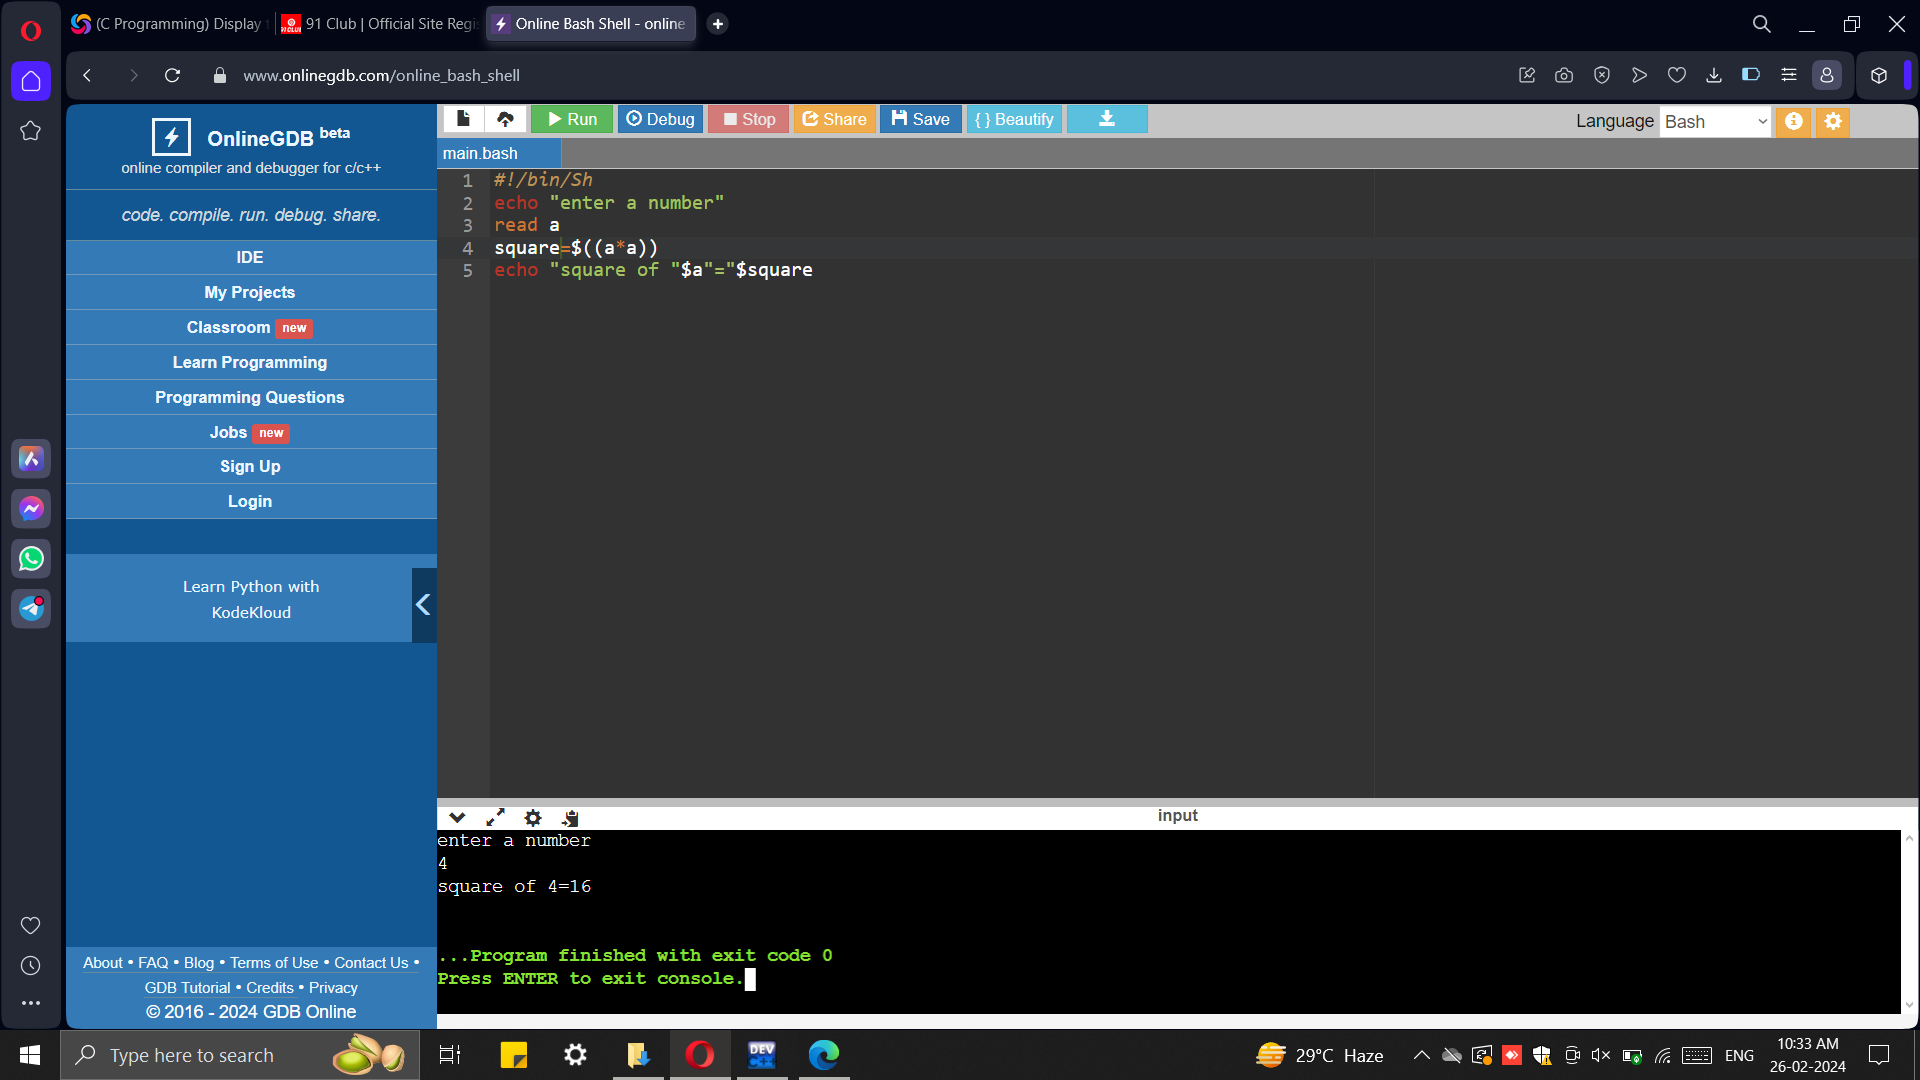 (C Programming) Display
91 Club | Official Site Regi
Online Bash Shell - online
www.onlinegdb.com/online_bash_shell
OnlineGDB beta
online compiler and debugger for c/c++
code. compile. run. debug. share.
IDE
My Projects
Classroom new
Learn Programming
Programming Questions
Jobs new
Sign Up
Login
Learn Python with
KodeKloud
About • FAQ • Blog • Terms of Use • Contact Us •
GDB Tutorial • Credits • Privacy
© 2016 - 2024 GDB Online
Run Debug Stop Share Save { } Beautify
Language Bash
main.bash
1 #!/bin/Sh
2 echo "enter a number"
3 read a
4 square=$((a*a))
5 echo "square of "$a"="$square
input
enter a number
4
square of 4=16
...Program finished with exit code 0
Press ENTER to exit console.
Type here to search
DEV
29°C Haze
ENG
10:33 AM
26-02-2024